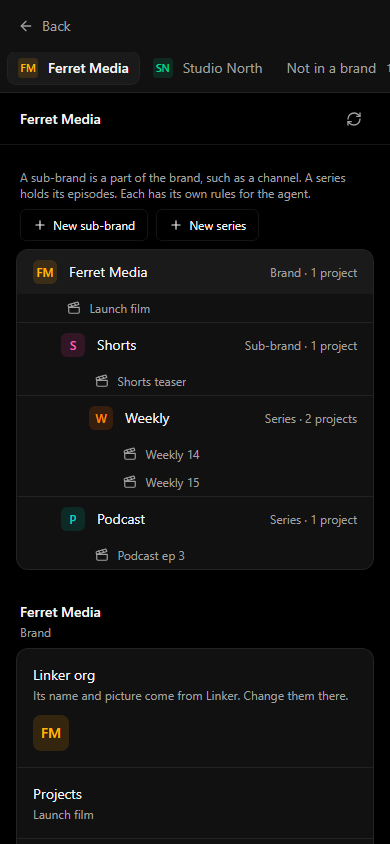 Back
FM Ferret Media SN Studio North Not in a brand
Ferret Media
A sub-brand is a part of the brand, such as a channel. A series
holds its episodes. Each has its own rules for the agent.
+ New sub-brand + New series
FM Ferret Media Brand · 1 project
Launch film
S Shorts Sub-brand · 1 project
Shorts teaser
W Weekly Series · 2 projects
Weekly 14
Weekly 15
P Podcast Series · 1 project
Podcast ep 3
Ferret Media
Brand
Linker org
Its name and picture come from Linker. Change them there.
FM
Projects
Launch film